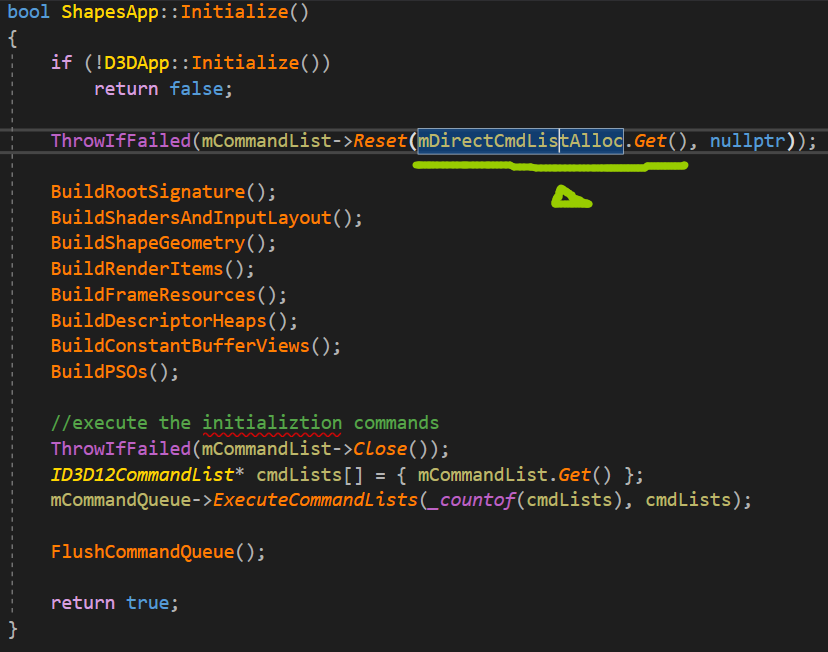 bool ShapesApp::Initialize()
{
    if (!D3DApp::Initialize())
        return false;
    ThrowIfFailed(mCommandList->Reset(mDirectCmdListAlloc.Get(), nullptr));
    BuildRootSignature();
    BuildShadersAndInputLayout();
    BuildShapeGeometry();
    BuildRenderItems();
    BuildFrameResources();
    BuildDescriptorHeaps();
    BuildConstantBufferViews();
    BuildPSOs();
    //execute the initializtion commands
    ThrowIfFailed(mCommandList->Close());
    ID3D12CommandList* cmdLists[] = { mCommandList.Get() };
    mCommandQueue->ExecuteCommandLists(_countof(cmdLists), cmdLists);
    FlushCommandQueue();
    return true;
}